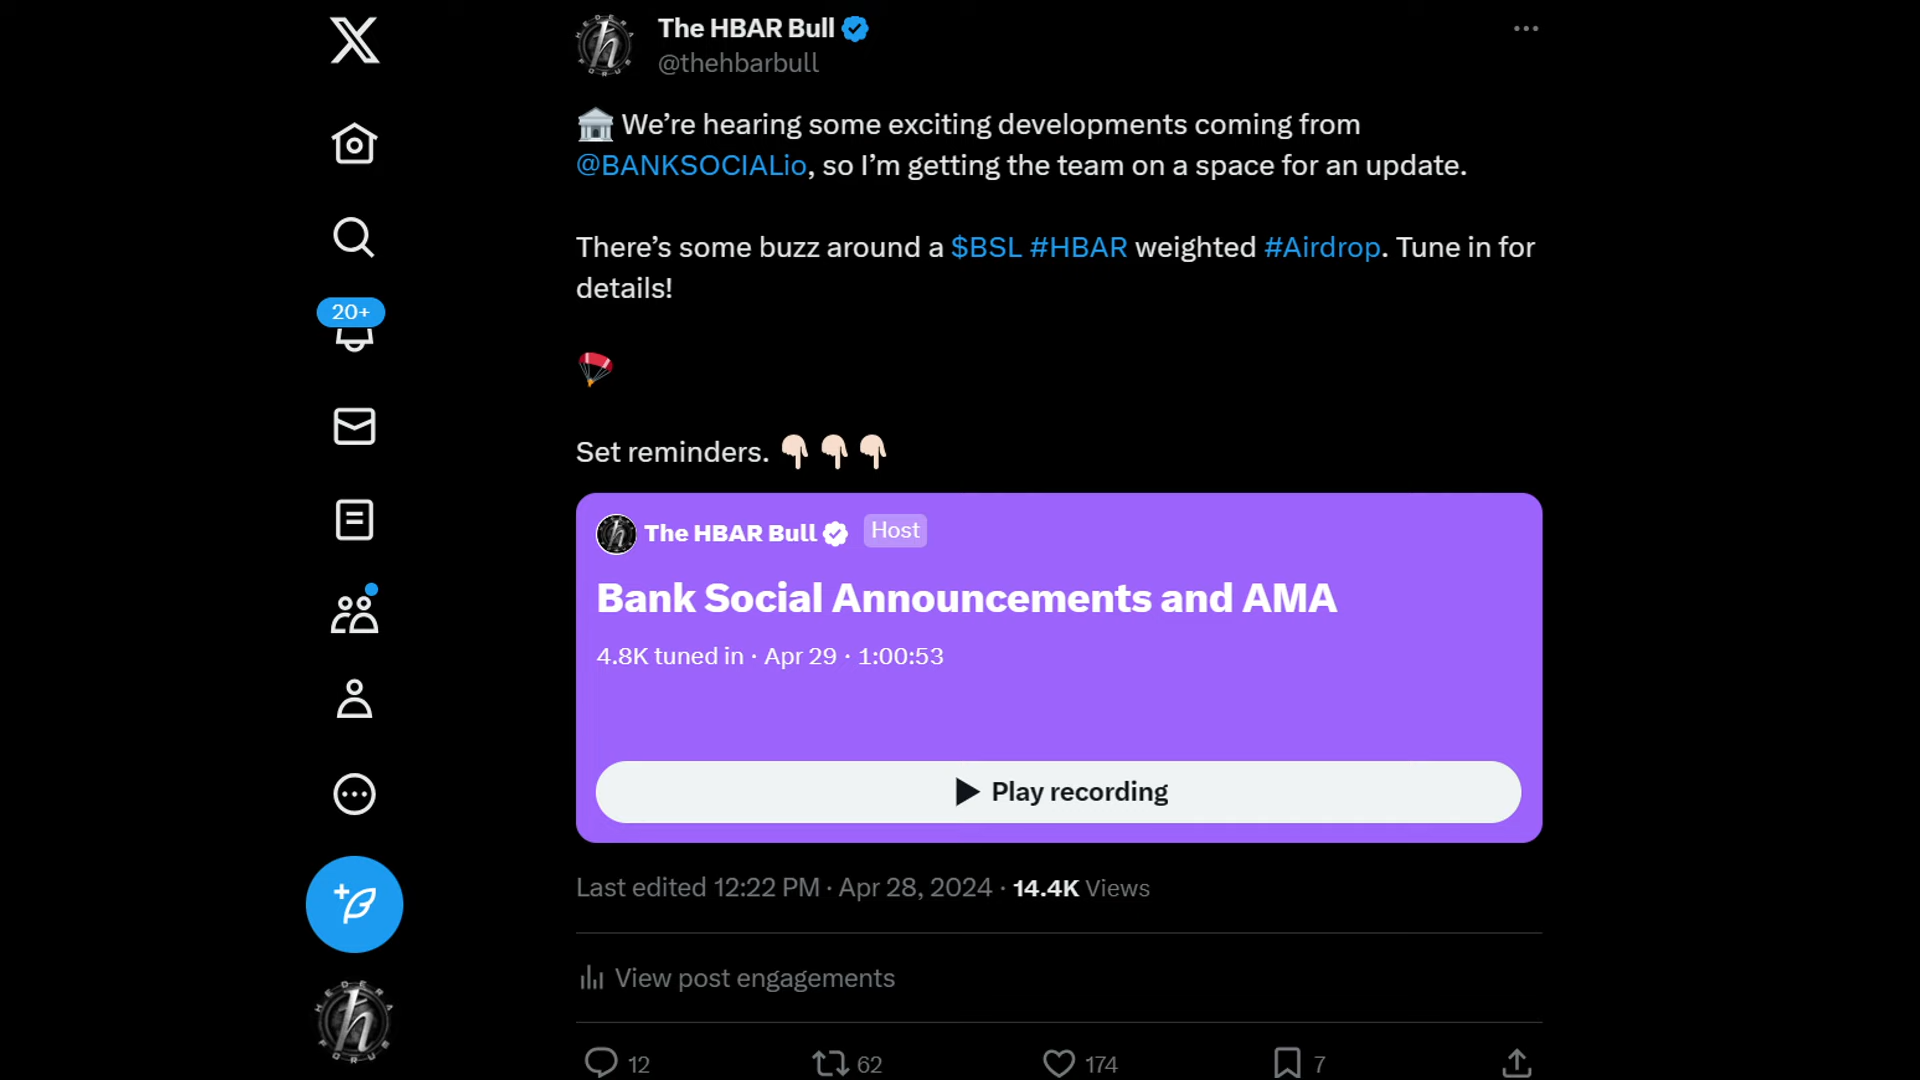 The HBAR Bull
@thehbarbull
We’re hearing some exciting developments coming from
@BANKSOCIALio, so I’m getting the team on a space for an update.
There’s some buzz around a $BSL #HBAR weighted #Airdrop. Tune in for
details!
20+
Set reminders.
The HBAR Bull Host
Bank Social Announcements and AMA
4.8K tuned in · Apr 29 · 1:00:53
Play recording
Last edited 12:22 PM · Apr 28, 2024 · 14.4K Views
View post engagements
12 62 174 7